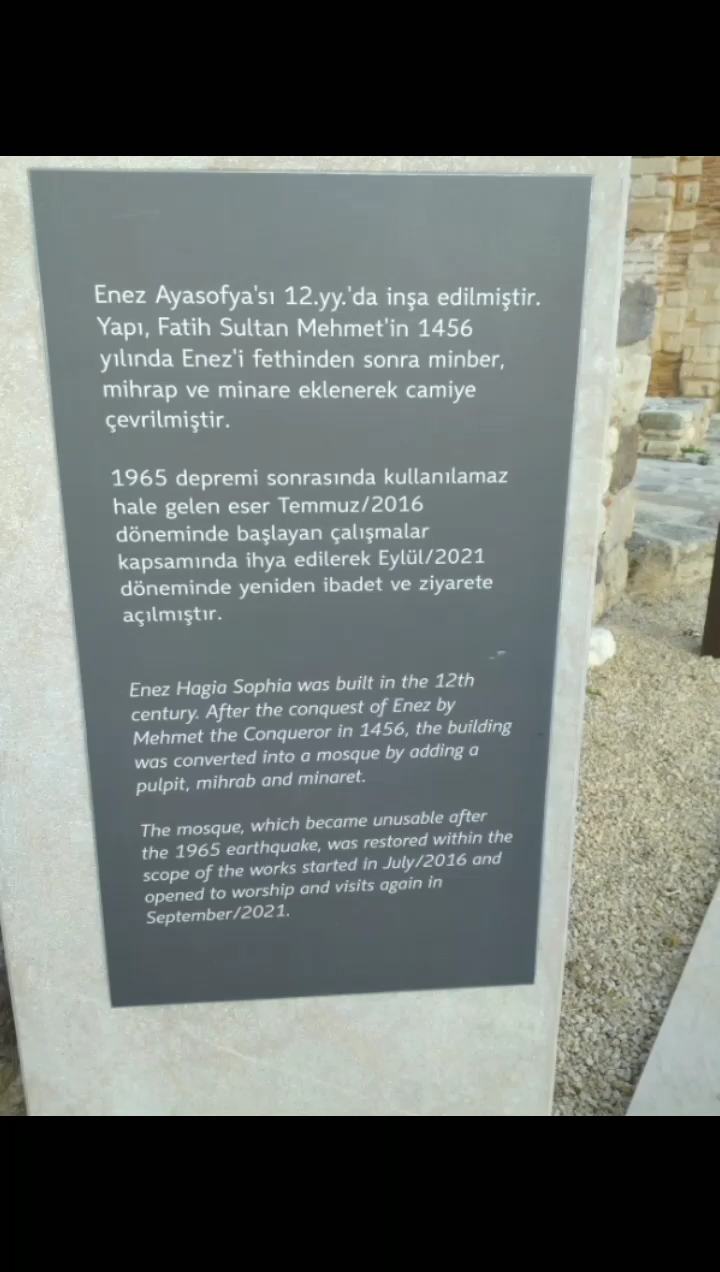 Enez Ayasofya'sı 12.yy.'da inşa edilmiştir.
Yapı, Fatih Sultan Mehmet'in 1456
yılında Enez'i fethinden sonra minber,
mihrap ve minare eklenerek camiye
çevrilmiştir.
1965 depremi sonrasında kullanılamaz
hale gelen eser Temmuz/2016
döneminde başlayan çalışmalar
kapsamında ihya edilerek Eylül/2021
döneminde yeniden ibadet ve ziyarete
açılmıştır.
Enez Hagia Sophia was built in the 12th
century. After the conquest of Enez by
Mehmet the Conqueror in 1456, the building
was converted into a mosque by adding a
pulpit, mihrab and minaret.
The mosque, which became unusable after
the 1965 earthquake, was restored within the
scope of the works started in July/2016 and
opened to worship and visits again in
September/2021.